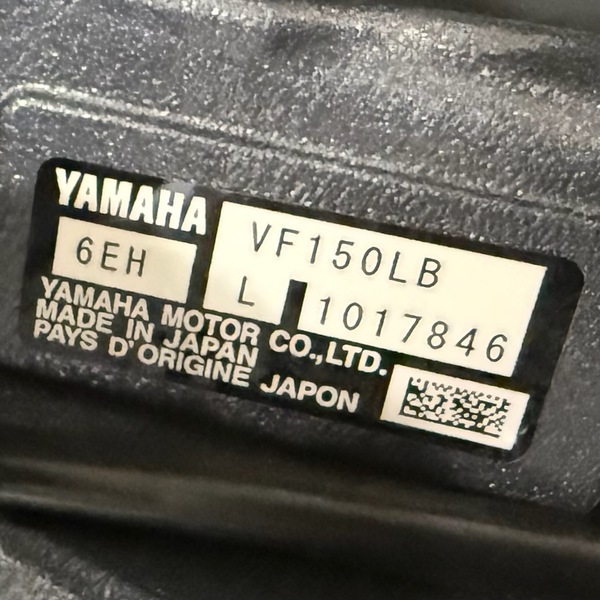 YAMAHA
6EH
VF150LB
L 1017846
YAMAHA MOTOR CO.,LTD.
MADE IN JAPAN
PAYS D'ORIGINE JAPON